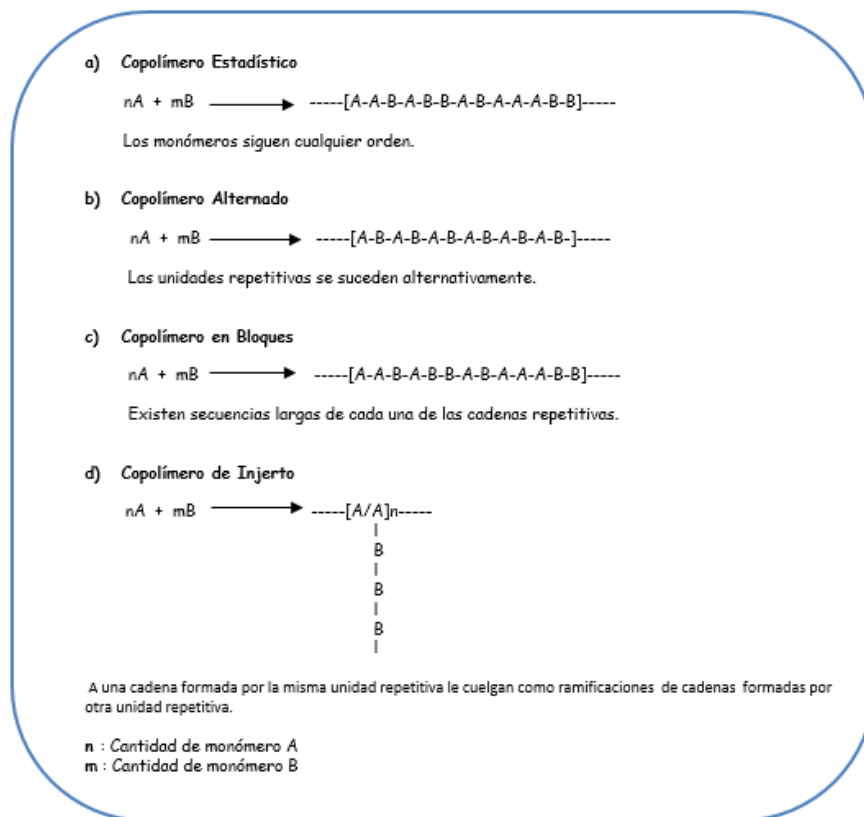 a) Copolímero Estadístico
nA + mB -----[A-A-B-A-B-B-A-B-A-A-A-B-B]-----
Los monómeros siguen cualquier orden.
b) Copolímero Alternado
nA + mB -----[A-B-A-B-A-B-A-B-A-B-A-B-]-----
Las unidades repetitivas se suceden alternativamente.
c) Copolímero en Bloques
nA + mB -----[A-A-B-A-B-B-A-B-A-A-A-B-B]-----
Existen secuencias largas de cada una de las cadenas repetitivas.
d) Copolímero de Injerto
nA + mB -----[A/A]n-----
|
B
|
B
|
B
|
A una cadena formada por la misma unidad repetitiva le cuelgan como ramificaciones de cadenas formadas por
otra unidad repetitiva.
n : Cantidad de monómero A
m : Cantidad de monómero B